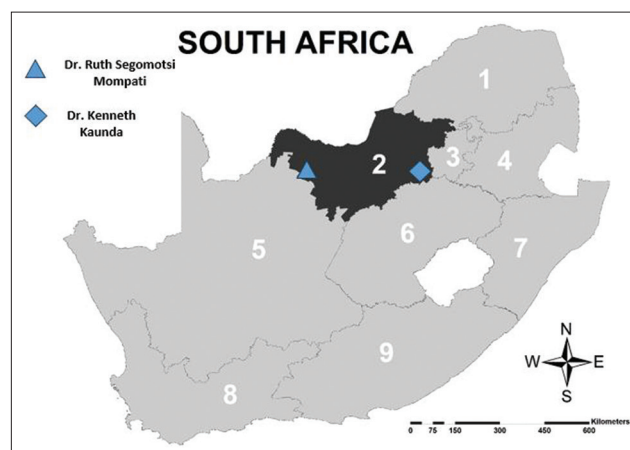 SOUTH AFRICA
Dr. Ruth Segomotsi
Mompati
Dr. Kenneth
Kaunda
1
2
3
4
5
6
7
8
9
N
W E
S
Kilometers
0 75 150 300 450 600